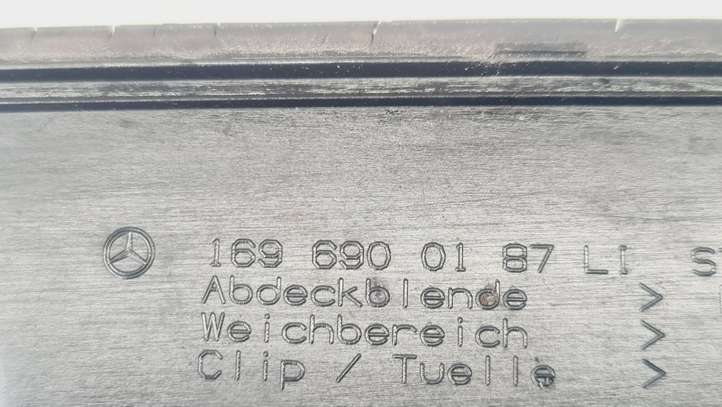 169 690 01 87 LI S
Abdeckblende >
Weichbereich >
Clip / Tuelle >